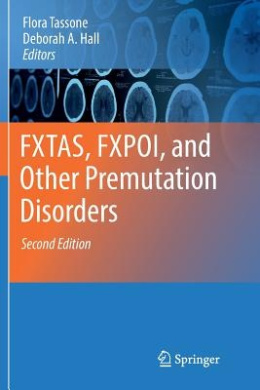 Flora Tassone
Deborah A. Hall
Editors
FXTAS, FXPOI, and
Other Premutation
Disorders
Second Edition
Springer